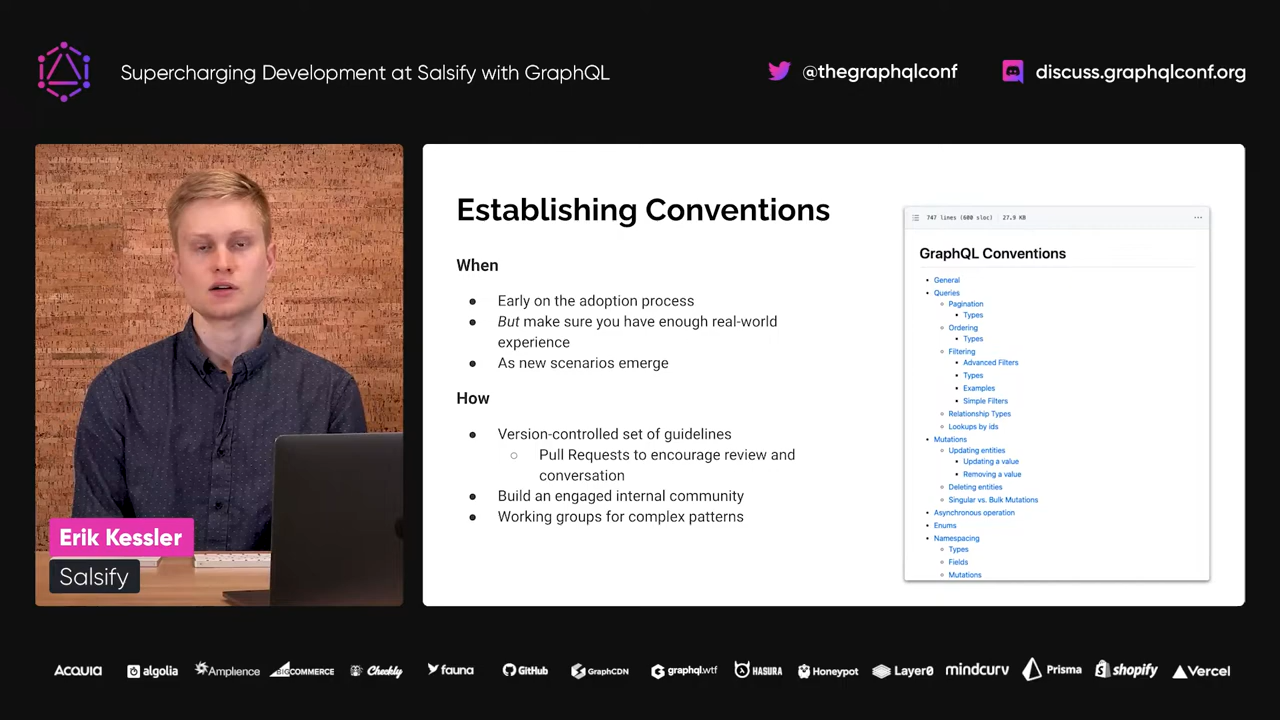 Supercharging Development at Salsify with GraphQL
@thegraphqlconf
discuss.graphqlconf.org
Erik Kessler
Salsify
Establishing Conventions
When
Early on the adoption process
But make sure you have enough real-world
experience
As new scenarios emerge
How
Version-controlled set of guidelines
Pull Requests to encourage review and
conversation
Build an engaged internal community
Working groups for complex patterns
747 lines (600 sloc) 27.9 KB
GraphQL Conventions
General
Queries
Pagination
Types
Ordering
Types
Filtering
Advanced Filters
Types
Examples
Simple Filters
Relationship Types
Lookups by ids
Mutations
Updating entities
Updating a value
Removing a value
Deleting entities
Singular vs. Bulk Mutations
Asynchronous operation
Enums
Namespacing
Types
Fields
Mutations
ACQUIA
algolia
Amplience
BIGCOMMERCE
Checkly
fauna
GitHub
GraphCDN
graphql.wtf
HASURA
Honeypot
Layer0
mindcurv
Prisma
shopify
Vercel